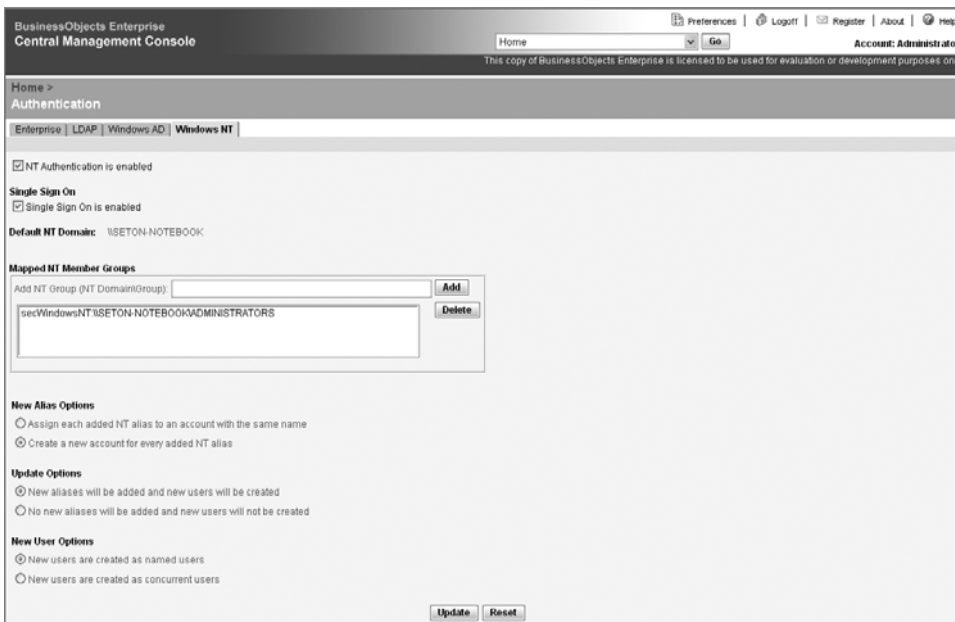 BusinessObjects Enterprise
Central Management Console
Preferences | Logoff | Register | About | Help
Home Go
Account: Administrato
This copy of BusinessObjects Enterprise is licensed to be used for evaluation or development purposes on
Home >
Authentication
Enterprise | LDAP | Windows AD | Windows NT |
NT Authentication is enabled
Single Sign On
Single Sign On is enabled
Default NT Domain: \\SETON-NOTEBOOK
Mapped NT Member Groups
Add NT Group (NT Domain\Group): Add
secWindowsNT:\\SETON-NOTEBOOK\ADMINISTRATORS Delete
New Alias Options
Assign each added NT alias to an account with the same name
Create a new account for every added NT alias
Update Options
New aliases will be added and new users will be created
No new aliases will be added and new users will not be created
New User Options
New users are created as named users
New users are created as concurrent users
Update Reset